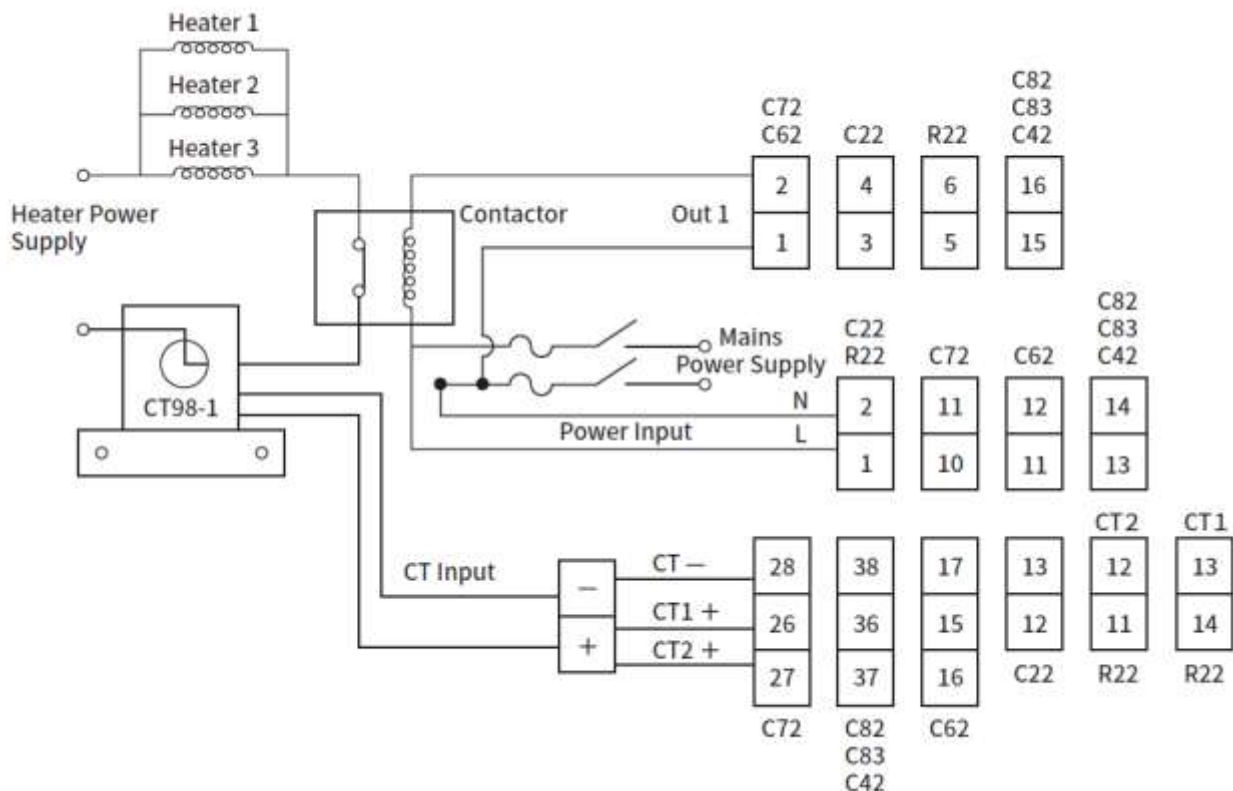 Heater 1
Heater 2
Heater 3
Heater Power
Supply
Contactor
CT98-1
Out 1
C72
C62
C22
R22
C82
C83
C42
2
4
6
16
1
3
5
15
Mains
Power Supply
N
L
Power Input
C22
R22
C72
C62
C82
C83
C42
2
11
12
14
1
10
11
13
CT Input
−
+
CT −
CT1 +
CT2 +
CT2
CT1
28
38
17
13
12
13
26
36
15
12
11
14
27
37
16
C22
R22
R22
C72
C82
C83
C42
C62